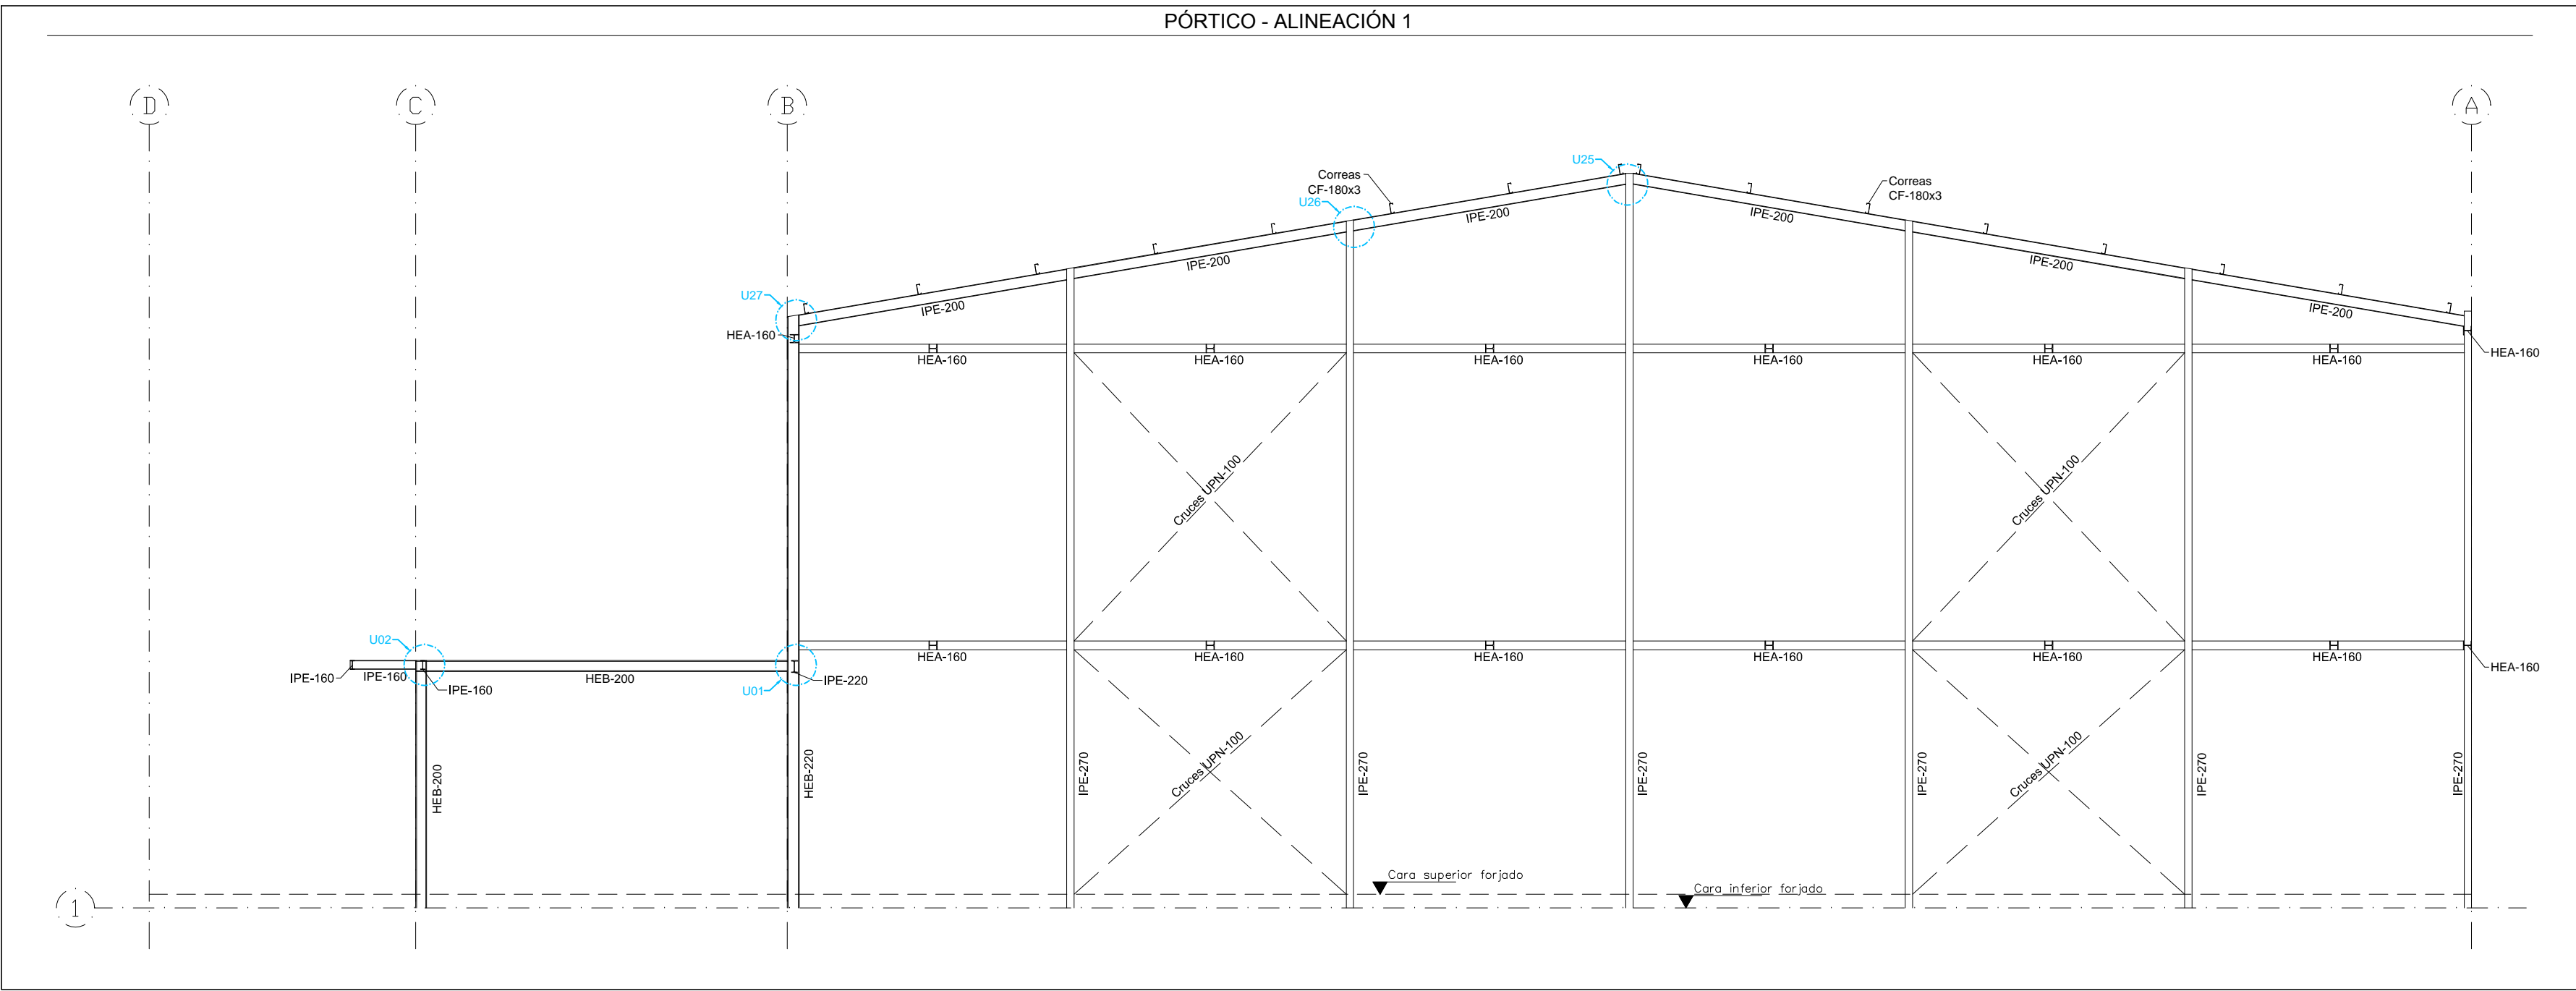 PÓRTICO - ALINEACIÓN 1
D
C
B
A
U25
Correas
CF-180x3
U26
Correas
CF-180x3
IPE-200
IPE-200
IPE-200
IPE-200
U27
IPE-200
IPE-200
HEA-160
HEA-160
HEA-160
HEA-160
HEA-160
HEA-160
HEA-160
HEA-160
Cruces UPN-100
Cruces UPN-100
U02
HEA-160
HEA-160
HEA-160
HEA-160
HEA-160
HEA-160
HEA-160
IPE-160
IPE-160
IPE-160
HEB-200
U01
IPE-220
Cruces UPN-100
Cruces UPN-100
HEB-200
HEB-220
IPE-270
IPE-270
IPE-270
IPE-270
IPE-270
IPE-270
Cara superior forjado
Cara inferior forjado
1